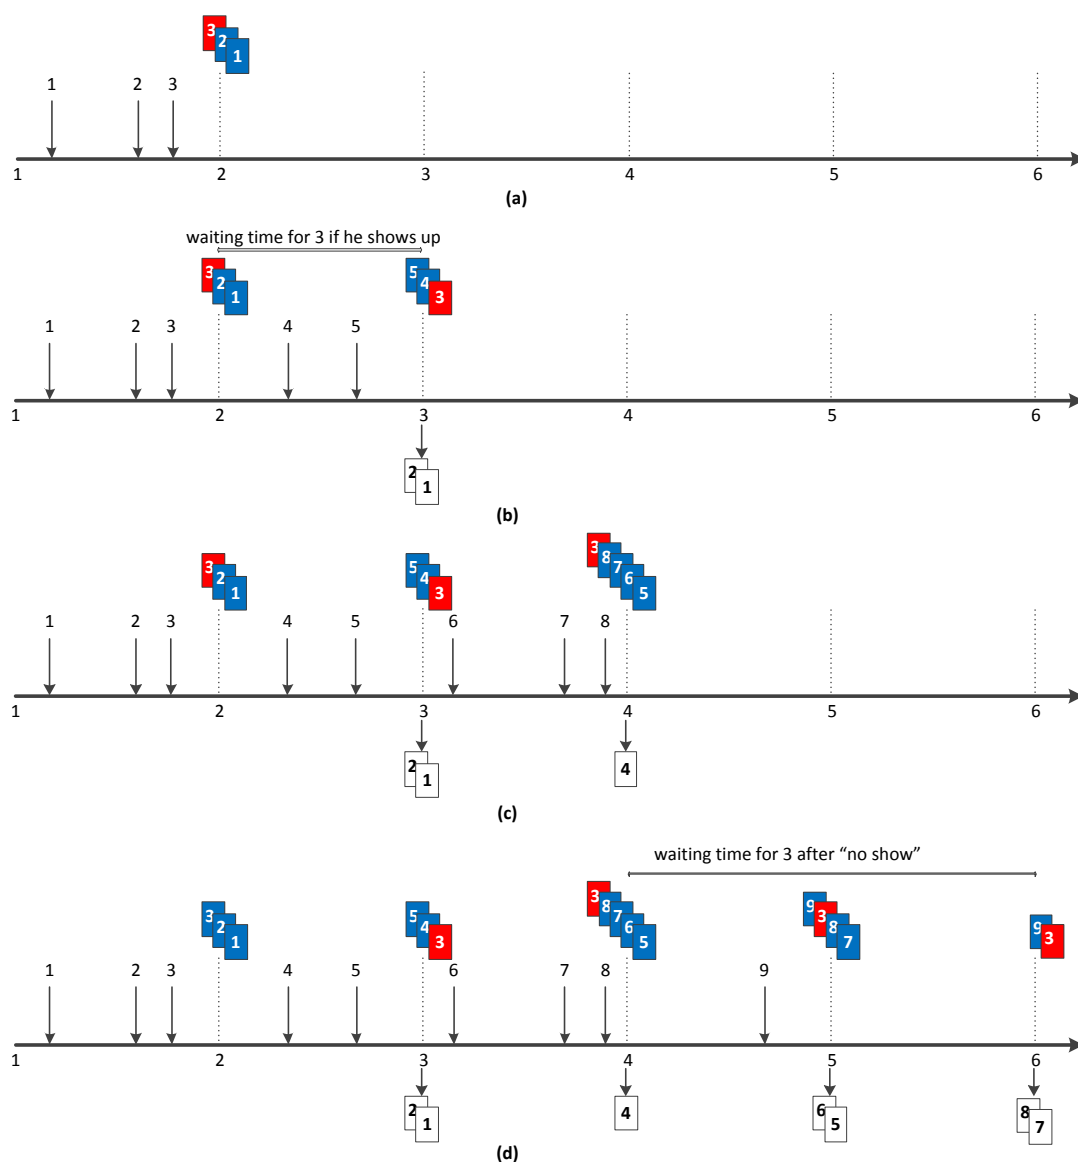 3
2
1
1 2 3
1 2 3 4 5 6
(a)
waiting time for 3 if he shows up
3 5
2 4
1 3
1 2 3 4 5
1 2 3 4 5 6
2
1
(b)
3
8
3 5 7
2 4 6
1 3 5
1 2 3 4 5 6 7 8
1 2 3 4 5 6
2 4
1
(c)
waiting time for 3 after “no show”
3
8 9
3 5 7 3 9
2 4 6 8 3
1 3 5 7
1 2 3 4 5 6 7 8 9
1 2 3 4 5 6
2 4 6 8
1 5 7
(d)